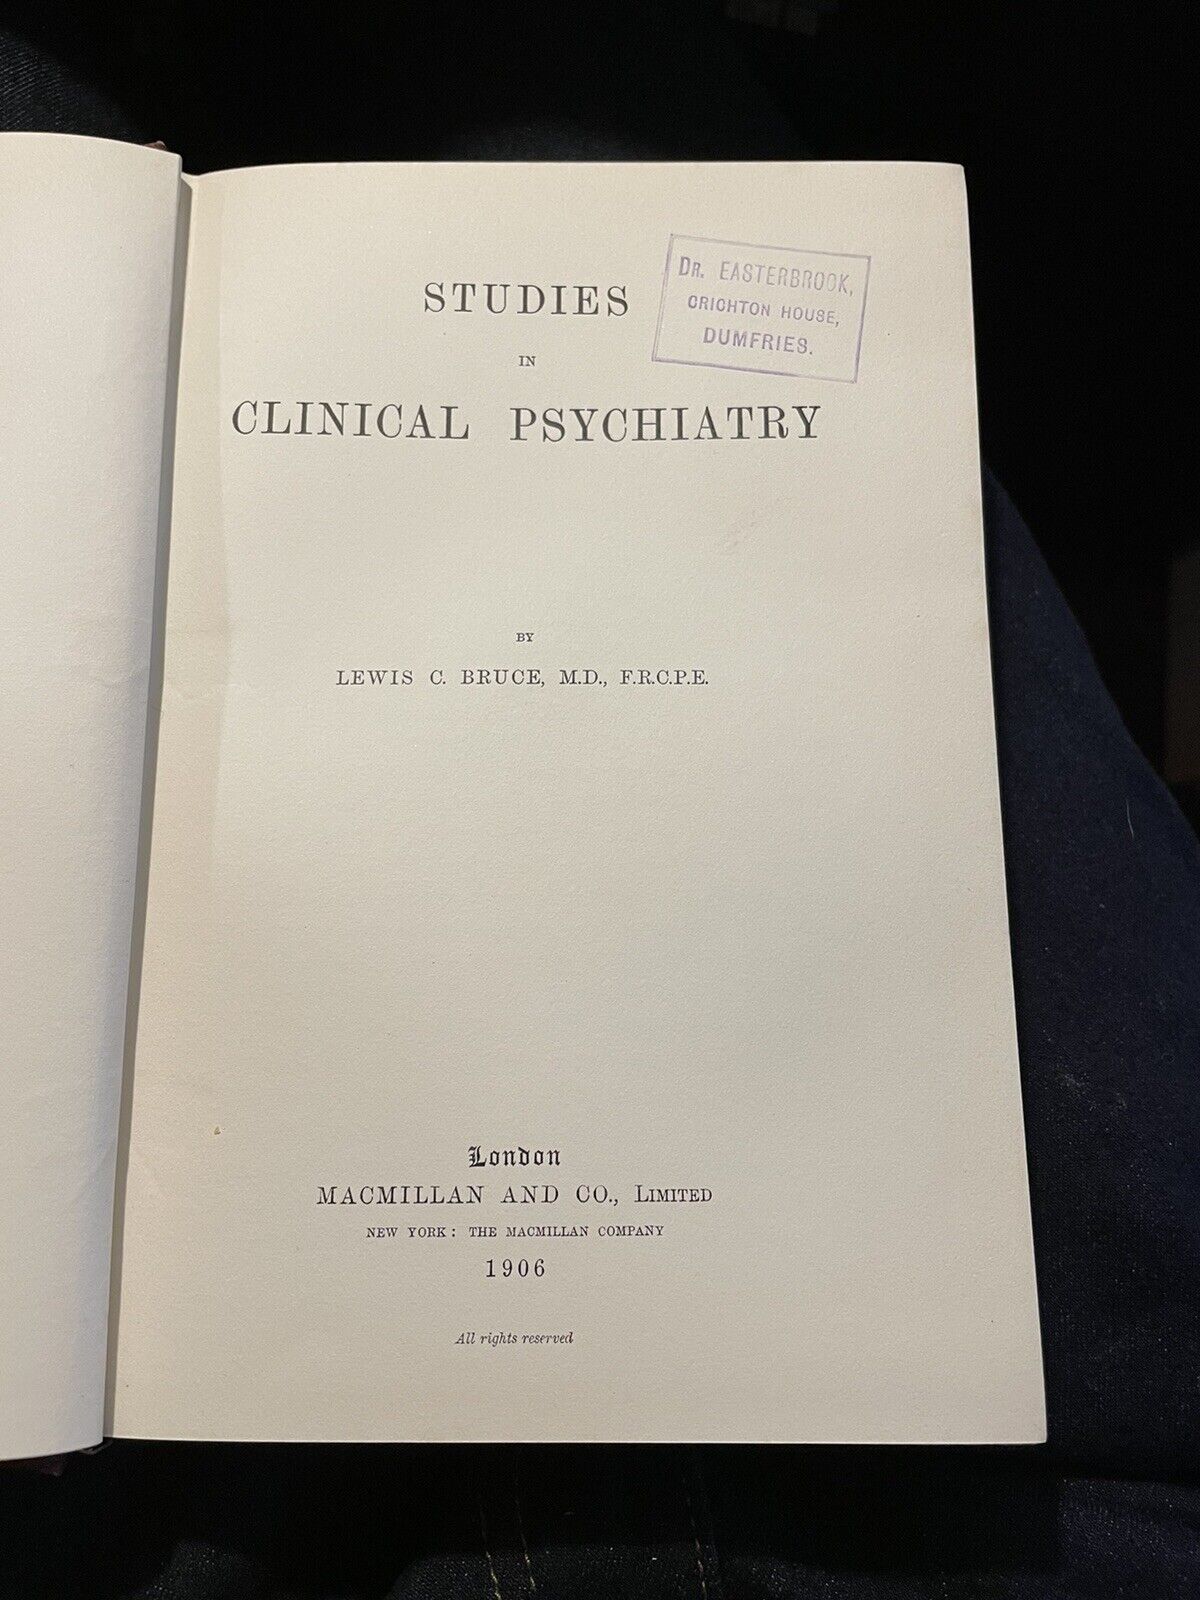 STUDIES
IN
CLINICAL PSYCHIATRY
DR. EASTERBROOK,
CRICHTON HOUSE,
DUMFRIES.
BY
LEWIS C. BRUCE, M.D., F.R.C.P.E.
London
MACMILLAN AND CO., LIMITED
NEW YORK: THE MACMILLAN COMPANY
1906
All rights reserved